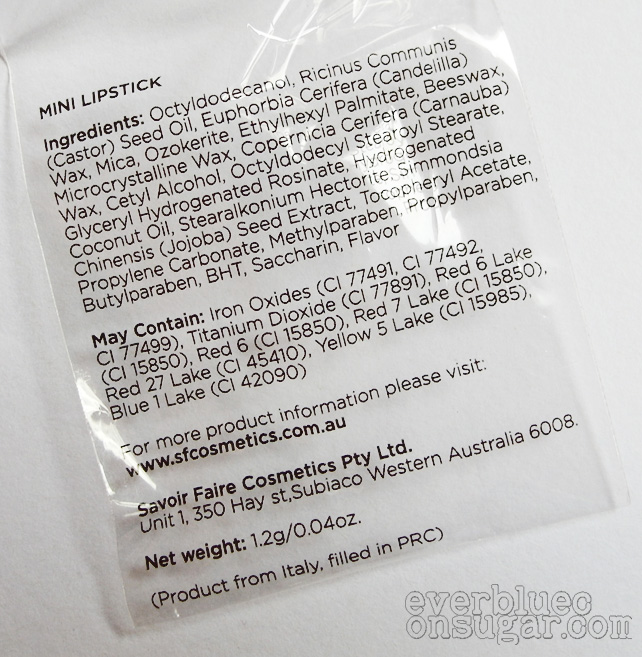 MINI LIPSTICK
Ingredients: Octyldodecanol, Ricinus Communis
(Castor) Seed Oil, Euphorbia Cerifera (Candelilla)
Wax, Mica, Ozokerite, Ethylhexyl Palmitate, Beeswax,
Microcrystalline Wax, Copernicia Cerifera (Carnauba)
Wax, Cetyl Alcohol, Octyldodecyl Stearoyl Stearate,
Glyceryl Hydrogenated Rosinate, Hydrogenated
Coconut Oil, Stearalkonium Hectorite, Simmondsia
Chinensis (Jojoba) Seed Extract, Tocopheryl Acetate,
Propylene Carbonate, Methylparaben, Propylparaben,
Butylparaben, BHT, Saccharin, Flavor
May Contain: Iron Oxides (CI 77491, CI 77492,
CI 77499), Titanium Dioxide (CI 77891), Red 6 Lake
(CI 15850), Red 6 (CI 15850), Red 7 Lake (CI 15850),
Red 27 Lake (CI 45410), Yellow 5 Lake (CI 15985),
Blue 1 Lake (CI 42090)
For more product information please visit:
www.sfcosmetics.com.au
Savoir Faire Cosmetics Pty Ltd.
Unit 1, 350 Hay st,Subiaco Western Australia 6008.
Net weight: 1.2g/0.04oz.
(Product from Italy, filled in PRC)
everbluec
onsugar.com